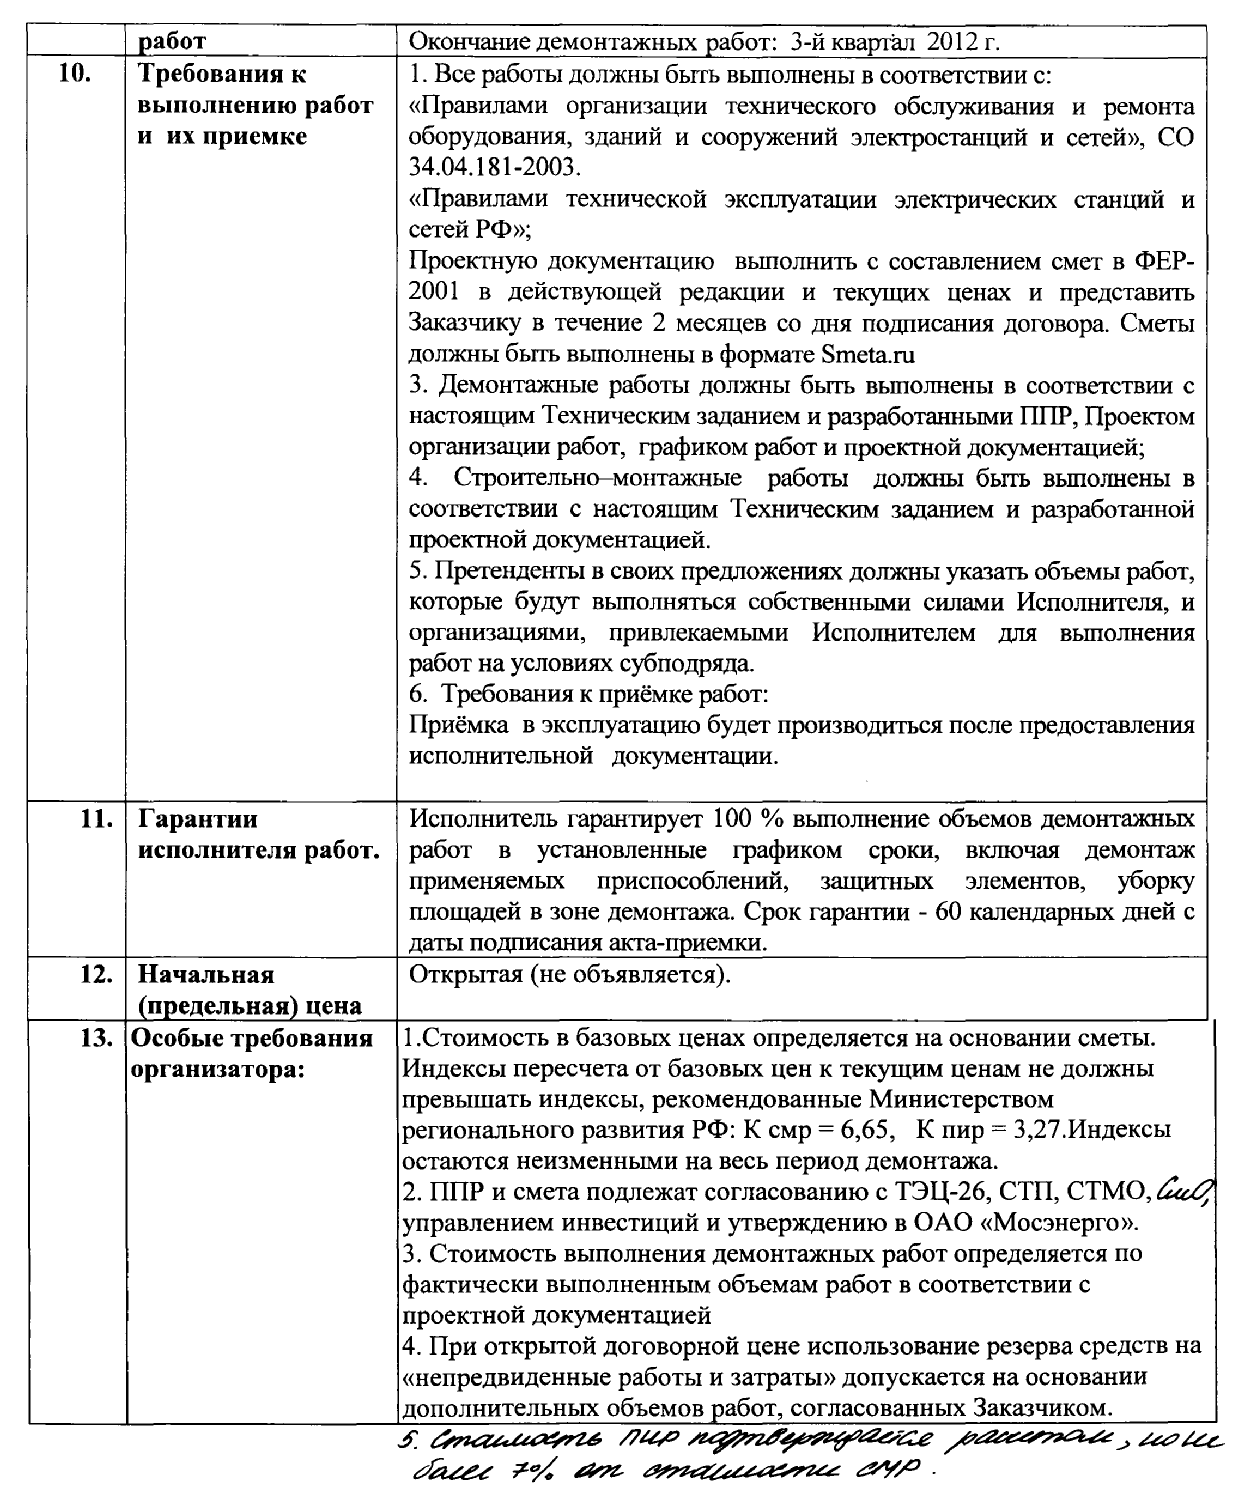 работ
Окончание демонтажных работ: 3-й квартал 2012 г.
10.
Требования к
выполнению работ
и их приемке
1. Все работы должны быть выполнены в соответствии с:
«Правилами организации технического обслуживания и ремонта
оборудования, зданий и сооружений электростанций и сетей», СО
34.04.181-2003.
«Правилами технической эксплуатации электрических станций и
сетей РФ»;
Проектную документацию выполнить с составлением смет в ФЕР-
2001 в действующей редакции и текущих ценах и представить
Заказчику в течение 2 месяцев со дня подписания договора. Сметы
должны быть выполнены в формате Smeta.ru
3. Демонтажные работы должны быть выполнены в соответствии с
настоящим Техническим заданием и разработанными ППР, Проектом
организации работ, графиком работ и проектной документацией;
4. Строительно–монтажные работы должны быть выполнены в
соответствии с настоящим Техническим заданием и разработанной
проектной документацией.
5. Претенденты в своих предложениях должны указать объемы работ,
которые будут выполняться собственными силами Исполнителя, и
организациями, привлекаемыми Исполнителем для выполнения
работ на условиях субподряда.
6. Требования к приёмке работ:
Приёмка в эксплуатацию будет производиться после предоставления
исполнительной документации.
11.
Гарантии
исполнителя работ.
Исполнитель гарантирует 100 % выполнение объемов демонтажных
работ в установленные графиком сроки, включая демонтаж
применяемых приспособлений, защитных элементов, уборку
площадей в зоне демонтажа. Срок гарантии - 60 календарных дней с
даты подписания акта-приемки.
12.
Начальная
(предельная) цена
Открытая (не объявляется).
13.
Особые требования
организатора:
1.Стоимость в базовых ценах определяется на основании сметы.
Индексы пересчета от базовых цен к текущим ценам не должны
превышать индексы, рекомендованные Министерством
регионального развития РФ: К смр = 6,65, К пир = 3,27.Индексы
остаются неизменными на весь период демонтажа.
2. ППР и смета подлежат согласованию с ТЭЦ-26, СТП, СТМО,
управлением инвестиций и утверждению в ОАО «Мосэнерго».
3. Стоимость выполнения демонтажных работ определяется по
фактически выполненным объемам работ в соответствии с
проектной документацией
4. При открытой договорной цене использование резерва средств на
«непредвиденные работы и затраты» допускается на основании
дополнительных объемов работ, согласованных Заказчиком.
5. Стоимость ПИР подтверждается расчетом, но не
более 7% от стоимости СМР.